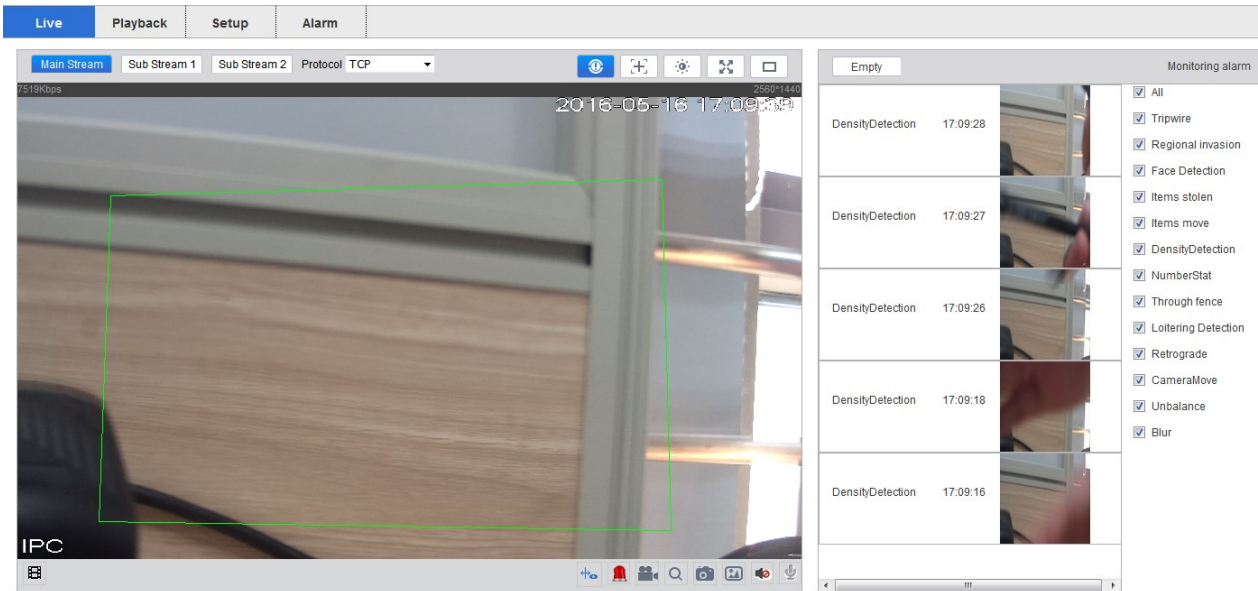 Live Playback Setup Alarm
Main Stream Sub Stream 1 Sub Stream 2 Protocol TCP
7519Kbps 2560*1440
2016-05-16
IPC
Empty Monitoring alarm
DensityDetection 17:09:28
DensityDetection 17:09:27
DensityDetection 17:09:26
DensityDetection 17:09:18
DensityDetection 17:09:16
All
Tripwire
Regional invasion
Face Detection
Items stolen
Items move
DensityDetection
NumberStat
Through fence
Loitering Detection
Retrograde
CameraMove
Unbalance
Blur